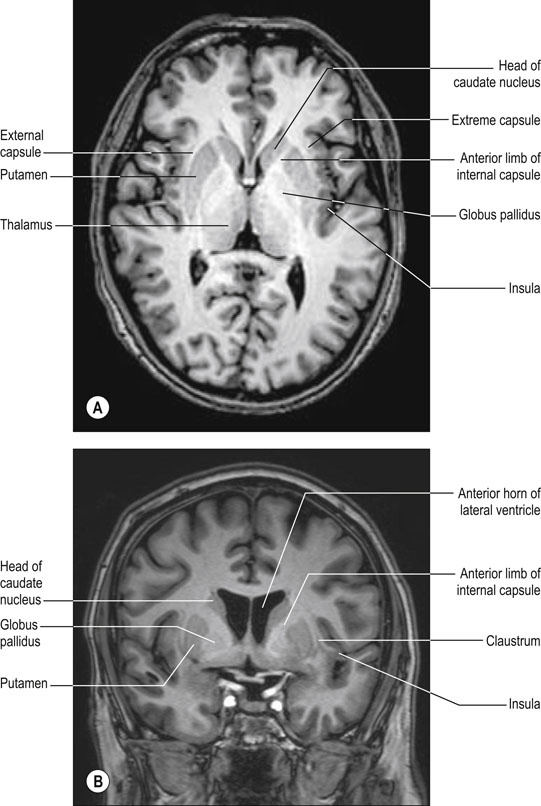 Head of
caudate nucleus
Extreme capsule
External
capsule
Anterior limb of
internal capsule
Putamen
Globus pallidus
Thalamus
Insula
A
Anterior horn of
lateral ventricle
Head of
caudate
nucleus
Anterior limb of
internal capsule
Globus
pallidus
Claustrum
Putamen
Insula
B